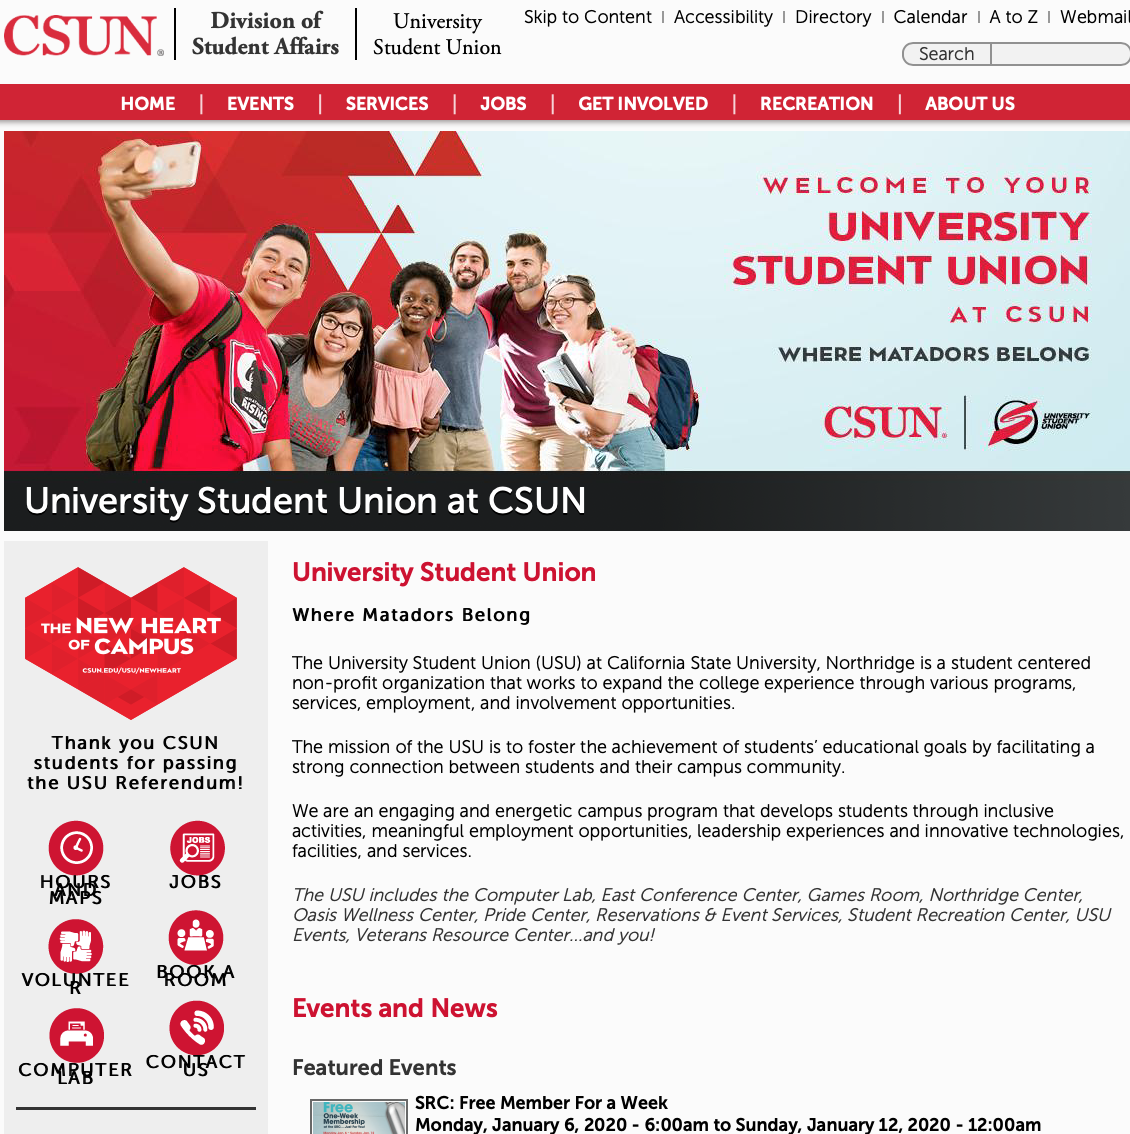 CSUN®
Division of
Student Affairs
University
Student Union
Skip to Content | Accessibility | Directory | Calendar | A to Z | Webmail
Search
HOME | EVENTS | SERVICES | JOBS | GET INVOLVED | RECREATION | ABOUT US
WELCOME TO YOUR
UNIVERSITY
STUDENT UNION
AT CSUN
WHERE MATADORS BELONG
CSUN®
UNIVERSITY
STUDENT
UNION
RISING
University Student Union at CSUN
THE NEW HEART
OF CAMPUS
CSUN.EDU/USU/NEWHEART
Thank you CSUN
students for passing
the USU Referendum!
HOURS
AND
MAPS
JOBS
JOBS
VOLUNTEE
R
BOOK A
ROOM
COMPUTER
LAB
CONTACT
US
University Student Union
Where Matadors Belong
The University Student Union (USU) at California State University, Northridge is a student centered
non-profit organization that works to expand the college experience through various programs,
services, employment, and involvement opportunities.
The mission of the USU is to foster the achievement of students’ educational goals by facilitating a
strong connection between students and their campus community.
We are an engaging and energetic campus program that develops students through inclusive
activities, meaningful employment opportunities, leadership experiences and innovative technologies,
facilities, and services.
The USU includes the Computer Lab, East Conference Center, Games Room, Northridge Center,
Oasis Wellness Center, Pride Center, Reservations & Event Services, Student Recreation Center, USU
Events, Veterans Resource Center...and you!
Events and News
Featured Events
Free
One-Week
Membership
SRC: Free Member For a Week
Monday, January 6, 2020 - 6:00am to Sunday, January 12, 2020 - 12:00am